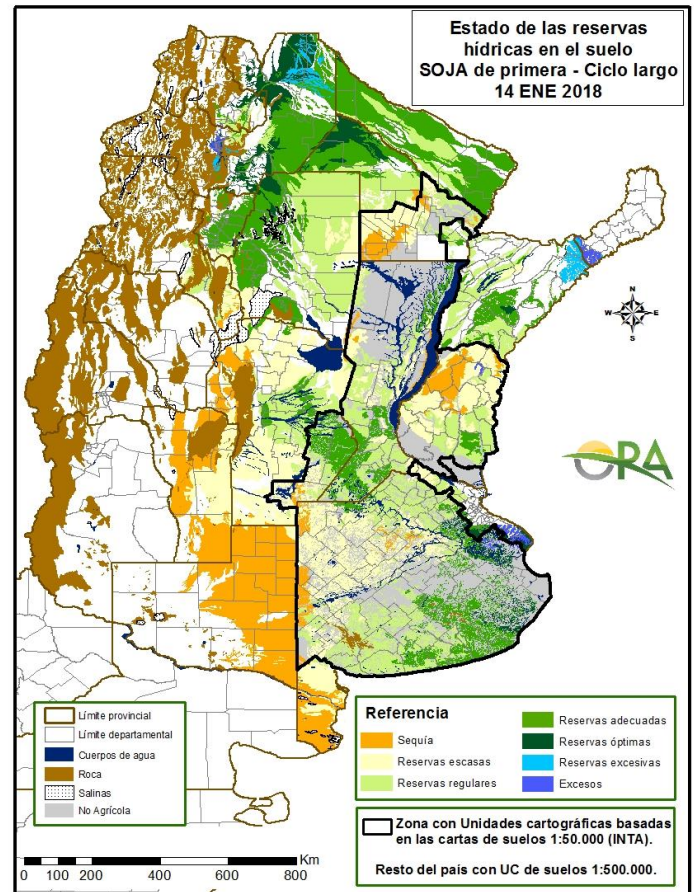 Estado de las reservas
hídricas en el suelo
SOJA de primera - Ciclo largo
14 ENE 2018
N
W E
S
ORA
Límite provincial
Límite departamental
Cuerpos de agua
Roca
Salinas
No Agrícola
Referencia
Sequía
Reservas escasas
Reservas regulares
Reservas adecuadas
Reservas óptimas
Reservas excesivas
Excesos
Zona con Unidades cartográficas basadas
en las cartas de suelos 1:50.000 (INTA).
Resto del país con UC de suelos 1:500.000.
Km
0 100 200 400 600 800